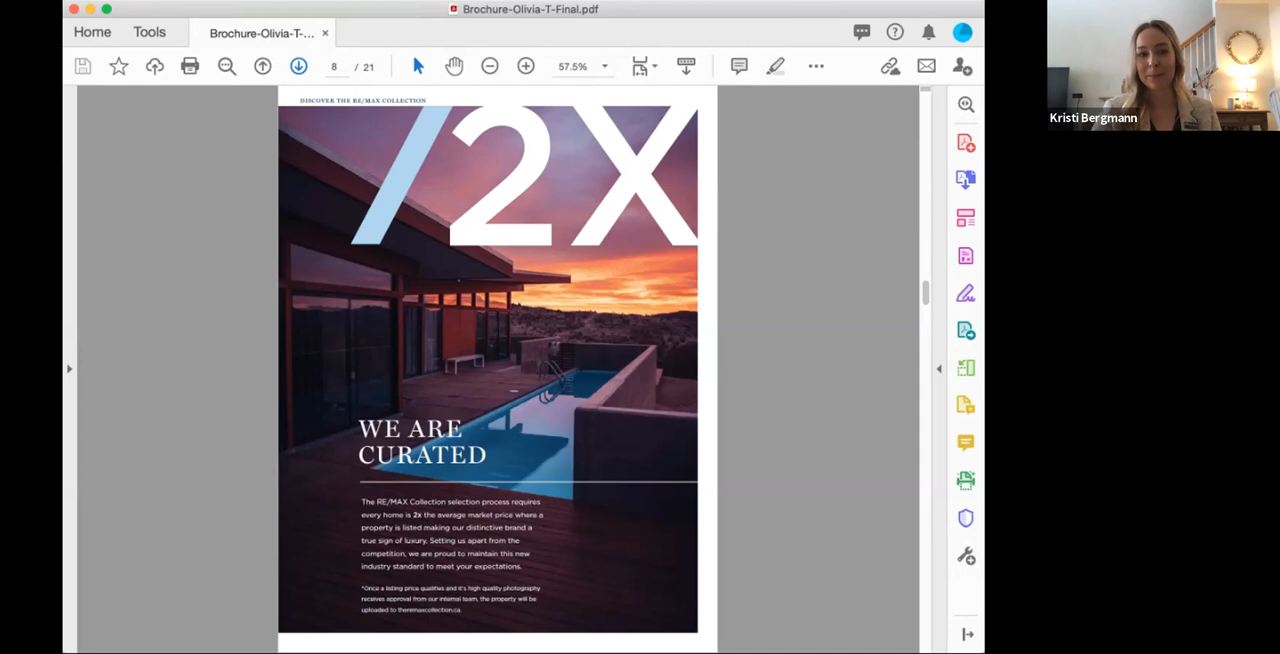 Brochure-Olivia-T-Final.pdf
Home
Tools
Brochure-Olivia-T-... ×
8 / 21
57.5%
Kristi Bergmann
DISCOVER THE RE/MAX COLLECTION
/2X
WE ARE
CURATED
The RE/MAX Collection selection process requires
every home is 2x the average market price where a
property is listed making our distinctive brand a
true sign of luxury. Setting us apart from the
competition, we are proud to maintain this new
industry standard to meet your expectations.
*Once a listing price qualifies and it's high quality photography
receives approval from our internal team, the property will be
uploaded to theremaxcollection.ca.